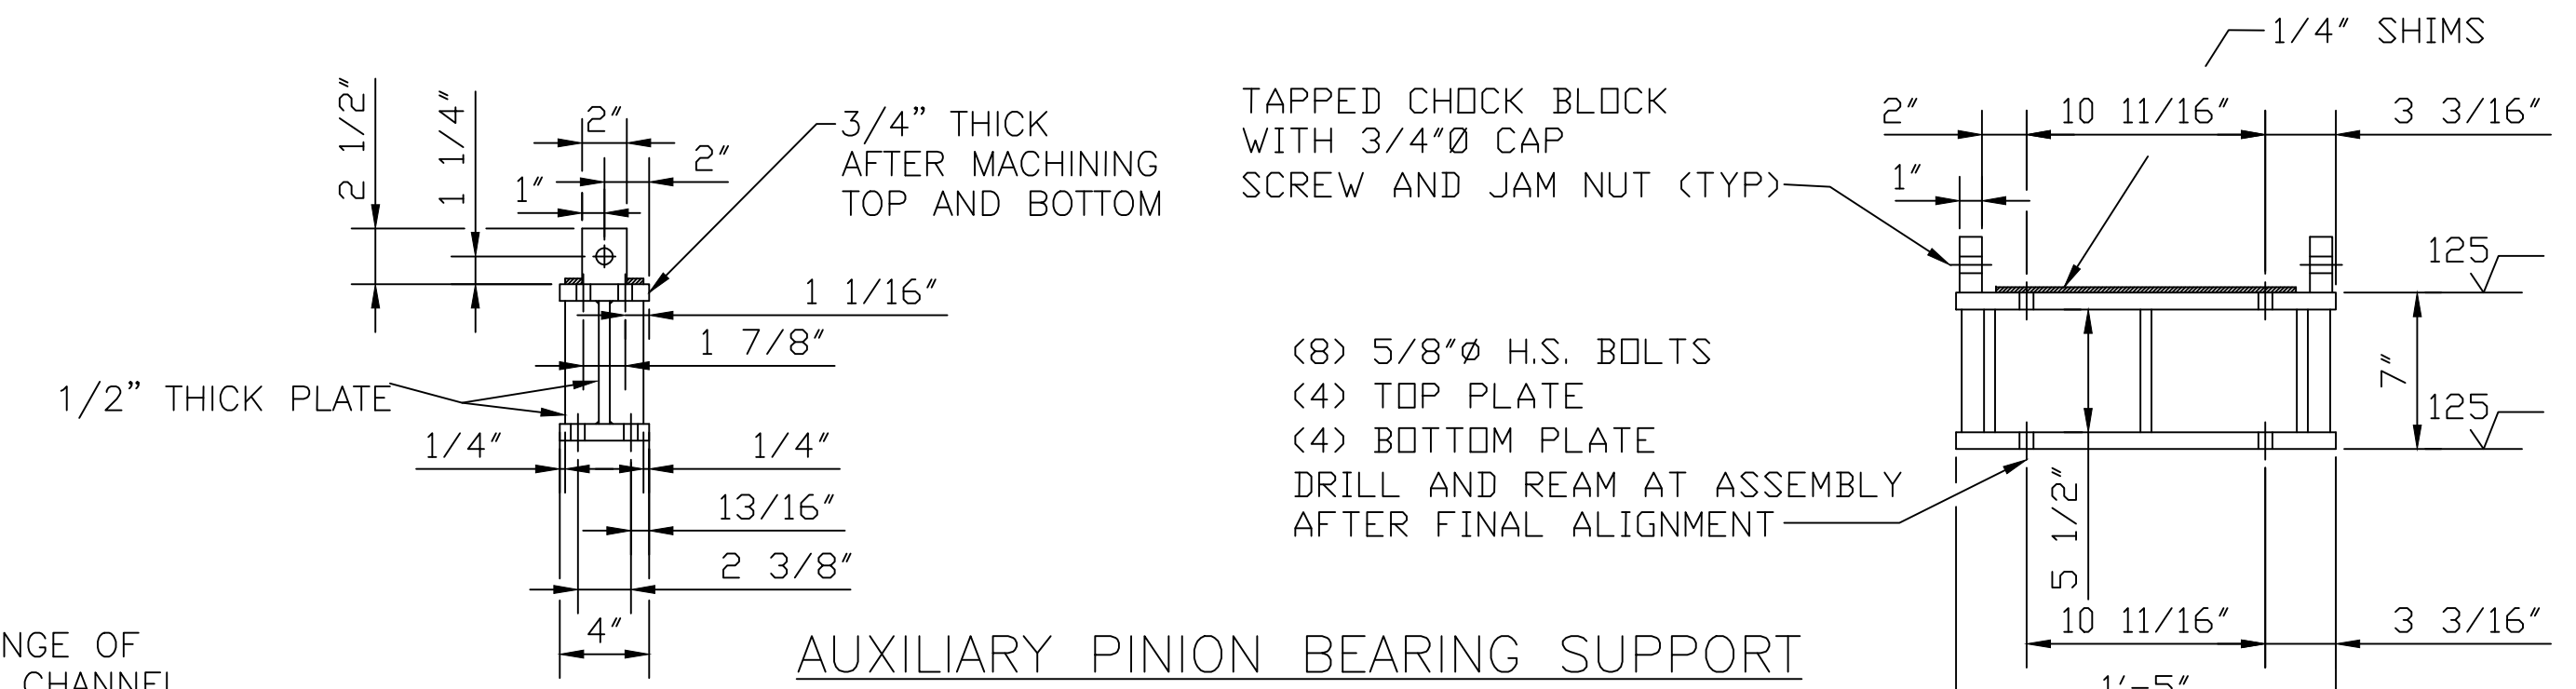 1/4" SHIMS
2 1/2"
1 1/4"
2"
2"
1"
3/4" THICK
AFTER MACHINING
TOP AND BOTTOM
1 1/16"
1 7/8"
1/2" THICK PLATE
1/4"
1/4"
13/16"
2 3/8"
4"
NGE OF
CHANNEL
TAPPED CHOCK BLOCK
WITH 3/4"Ø CAP
SCREW AND JAM NUT (TYP)
(8) 5/8"Ø H.S. BOLTS
(4) TOP PLATE
(4) BOTTOM PLATE
DRILL AND REAM AT ASSEMBLY
AFTER FINAL ALIGNMENT
2"
10 11/16"
3 3/16"
1"
125
7"
125
5 1/2"
10 11/16"
3 3/16"
1'-5"
AUXILIARY PINION BEARING SUPPORT